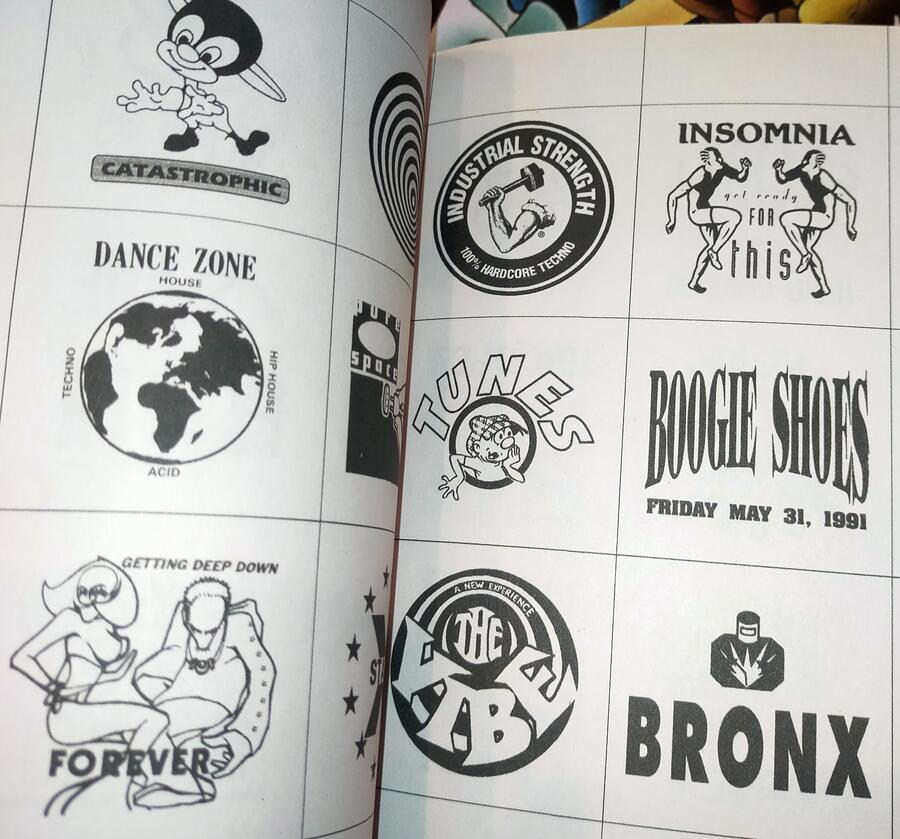 CATASTROPHIC
DANCE ZONE
HOUSE
TECHNO
HIP HOUSE
ACID
GETTING DEEP DOWN
FOREVER
pure
space
INDUSTRIAL STRENGTH
®
100% HARDCORE TECHNO
INSOMNIA
get ready
FOR
this
TUNES
BOOGIE SHOES
FRIDAY MAY 31, 1991
A NEW EXPERIENCE
THE
VIBE
BRONX